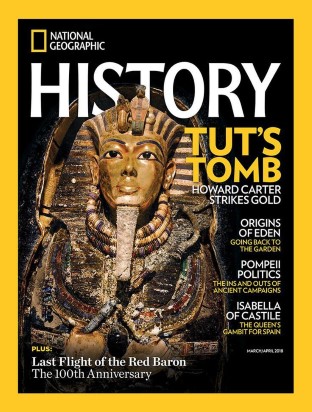 NATIONAL
GEOGRAPHIC
HISTORY
TUT'S
TOMB
HOWARD CARTER
STRIKES GOLD
ORIGINS
OF EDEN
GOING BACK TO
THE GARDEN
POMPEII
POLITICS
THE INS AND OUTS OF
ANCIENT CAMPAIGNS
ISABELLA
OF CASTILE
THE QUEEN'S
GAMBIT FOR SPAIN
MARCH/APRIL 2018
PLUS:
Last Flight of the Red Baron
The 100th Anniversary